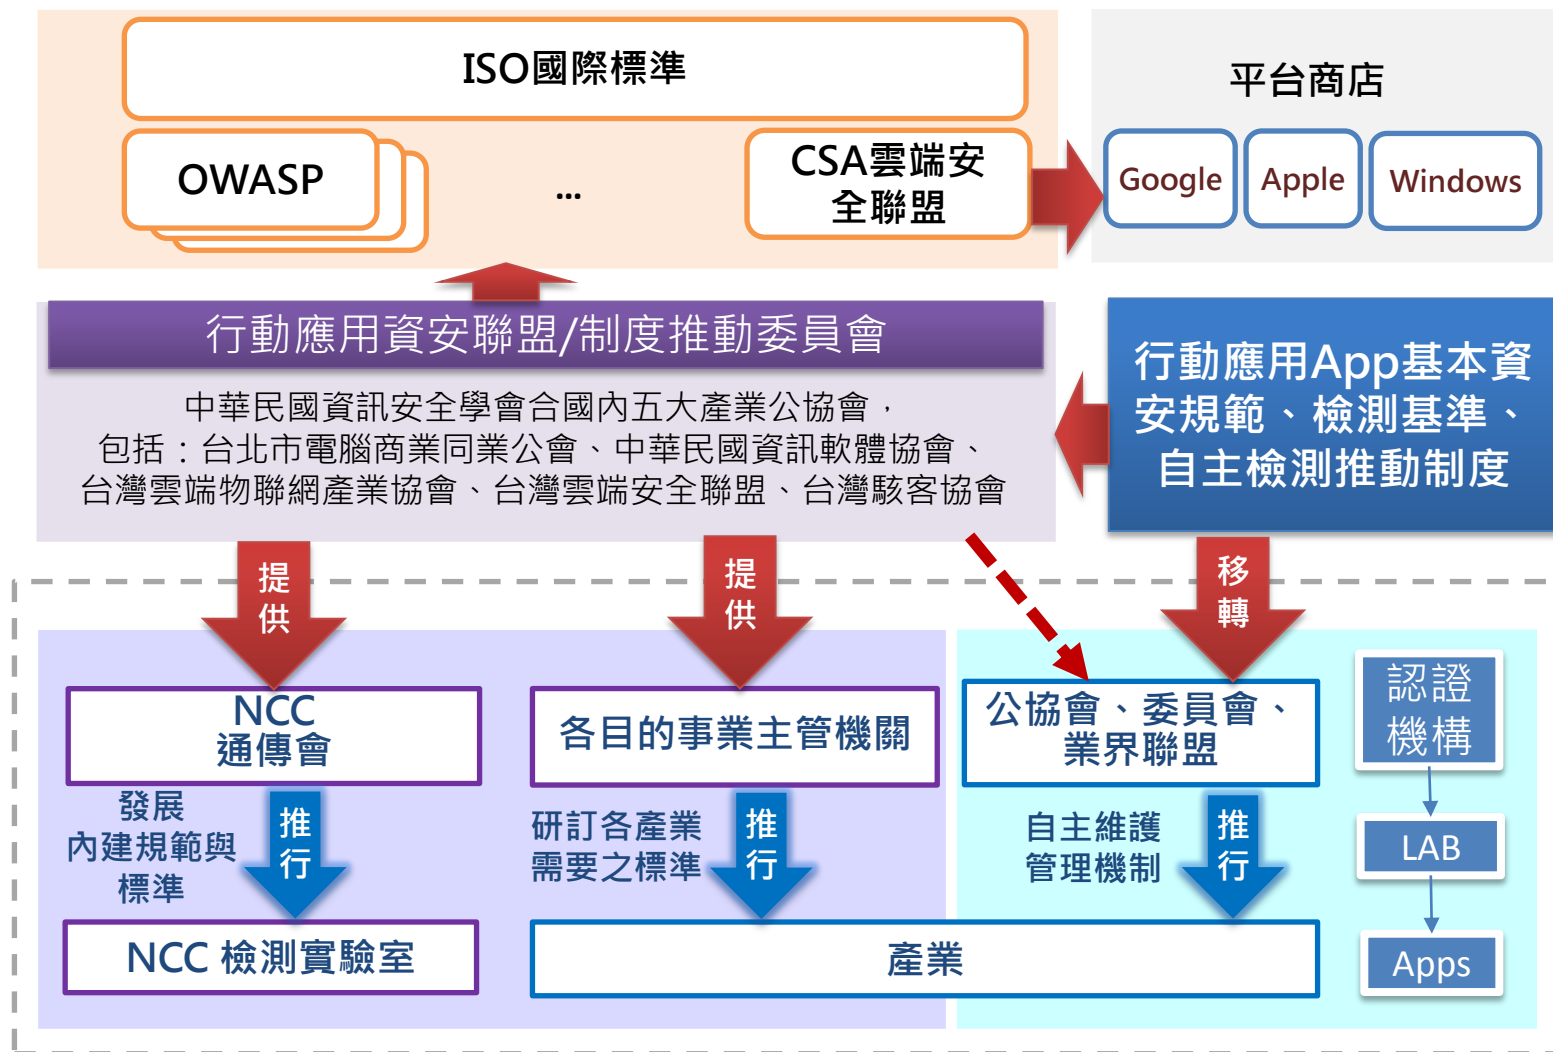 ISO國際標準
平台商店
OWASP
...
CSA雲端安
全聯盟
Google
Apple
Windows
行動應用資安聯盟/制度推動委員會
中華民國資訊安全學會合國內五大產業公協會，
包括：台北市電腦商業同業公會、中華民國資訊軟體協會、
台灣雲端物聯網產業協會、台灣雲端安全聯盟、台灣駭客協會
行動應用App基本資
安規範、檢測基準、
自主檢測推動制度
提
供
提
供
移
轉
NCC
通傳會
各目的事業主管機關
公協會、委員會、
業界聯盟
認證
機構
發展
內建規範與
標準
推
行
研訂各產業
需要之標準
推
行
自主維護
管理機制
推
行
LAB
NCC 檢測實驗室
產業
Apps